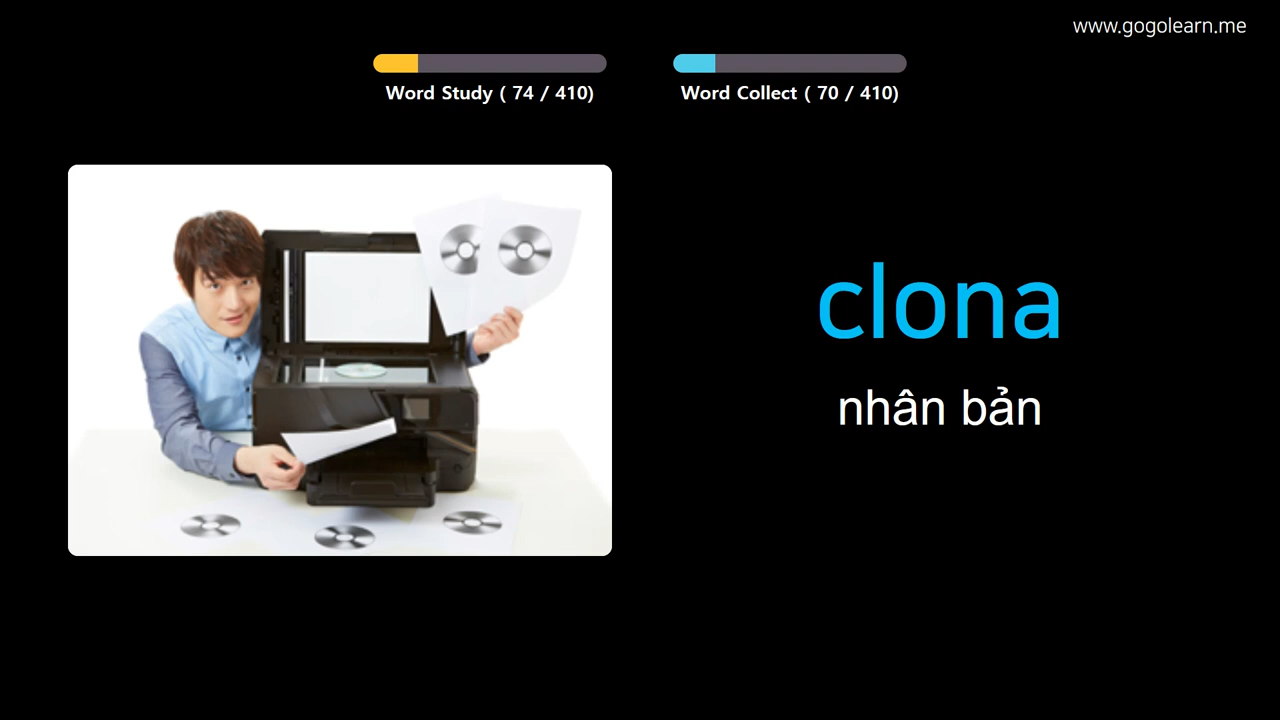 www.gogolearn.me
Word Study ( 74 / 410)
Word Collect ( 70 / 410)
clona
nhân bản